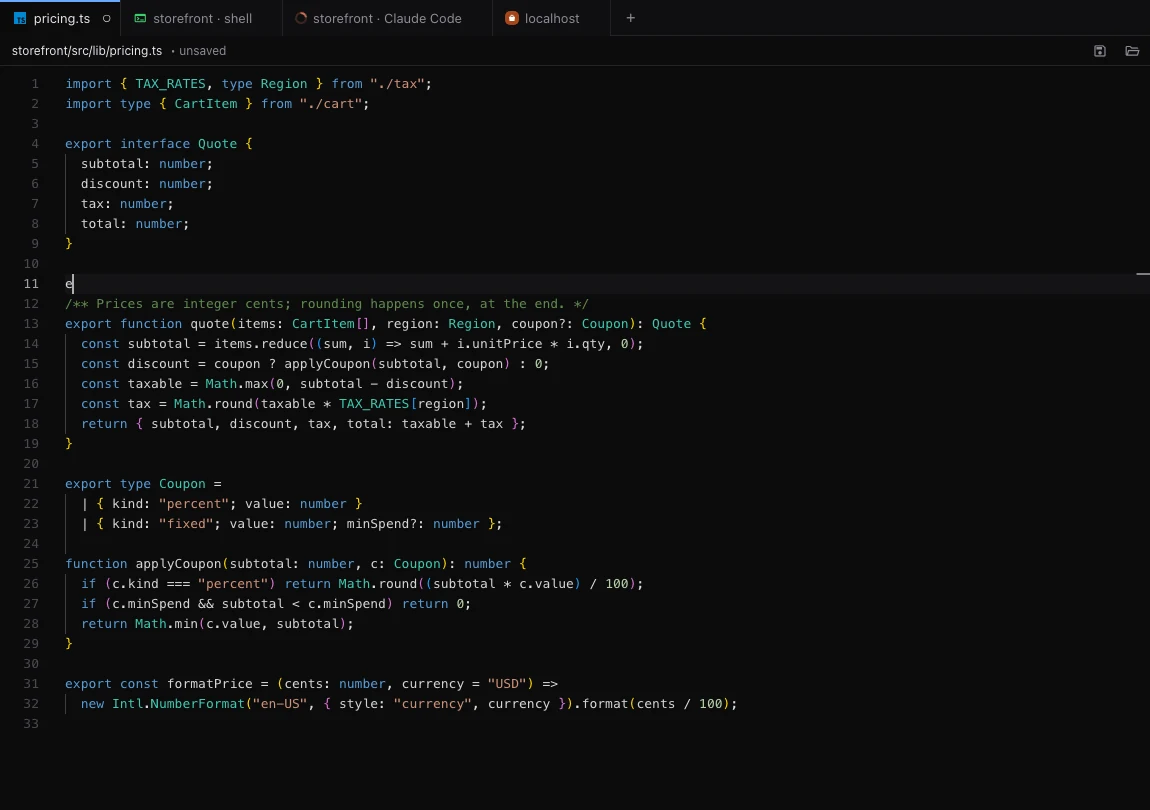 pricing.ts
storefront · shell
storefront · Claude Code
localhost
+
storefront/src/lib/pricing.ts • unsaved
1 import { TAX_RATES, type Region } from "./tax";
2 import type { CartItem } from "./cart";
3
4 export interface Quote {
5   subtotal: number;
6   discount: number;
7   tax: number;
8   total: number;
9 }
10
11 e
12 /** Prices are integer cents; rounding happens once, at the end. */
13 export function quote(items: CartItem[], region: Region, coupon?: Coupon): Quote {
14   const subtotal = items.reduce((sum, i) => sum + i.unitPrice * i.qty, 0);
15   const discount = coupon ? applyCoupon(subtotal, coupon) : 0;
16   const taxable = Math.max(0, subtotal - discount);
17   const tax = Math.round(taxable * TAX_RATES[region]);
18   return { subtotal, discount, tax, total: taxable + tax };
19 }
20
21 export type Coupon =
22   | { kind: "percent"; value: number }
23   | { kind: "fixed"; value: number; minSpend?: number };
24
25 function applyCoupon(subtotal: number, c: Coupon): number {
26   if (c.kind === "percent") return Math.round((subtotal * c.value) / 100);
27   if (c.minSpend && subtotal < c.minSpend) return 0;
28   return Math.min(c.value, subtotal);
29 }
30
31 export const formatPrice = (cents: number, currency = "USD") =>
32   new Intl.NumberFormat("en-US", { style: "currency", currency }).format(cents / 100);
33